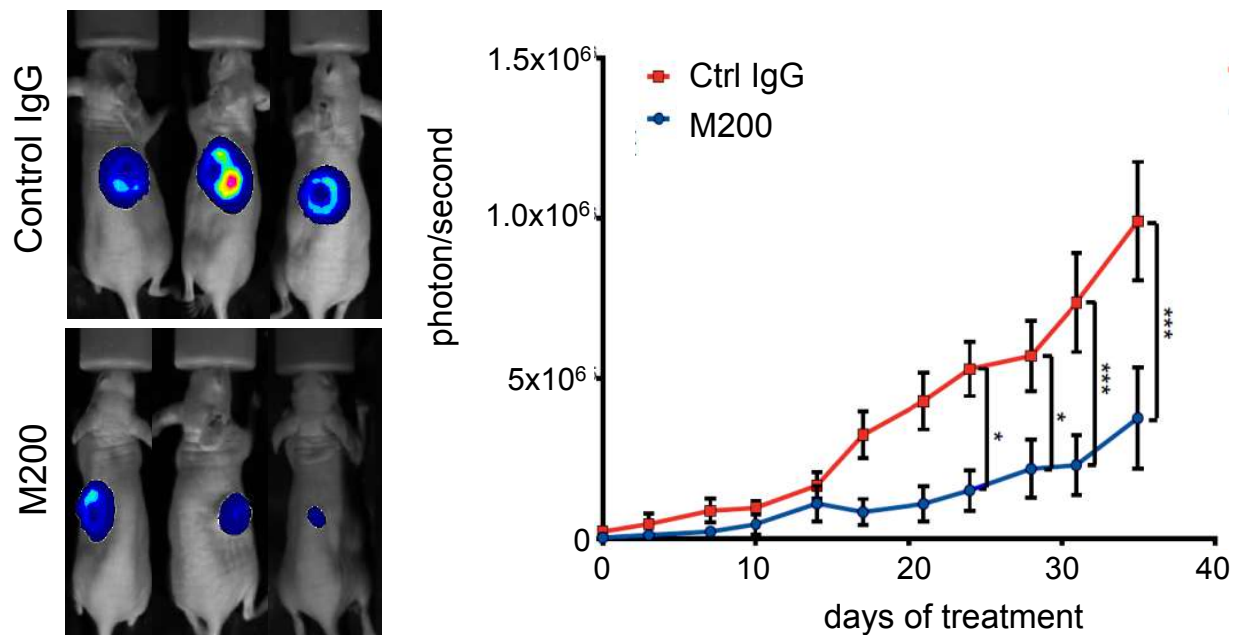 Control IgG
M200
photon/second
1.5x10⁶
1.0x10⁶
5x10⁶
0
Ctrl IgG
M200
*
*
***
***
0
10
20
30
40
days of treatment